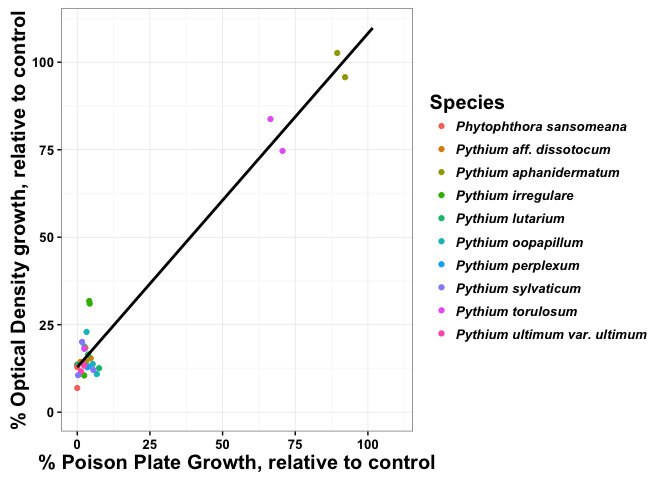 % Optical Density growth, relative to control
100
75
50
25
0
0 25 50 75 100
% Poison Plate Growth, relative to control
Species
Phytophthora sansomeana
Pythium aff. dissotocum
Pythium aphanidermatum
Pythium irregulare
Pythium lutarium
Pythium oopapillum
Pythium perplexum
Pythium sylvaticum
Pythium torulosum
Pythium ultimum var. ultimum